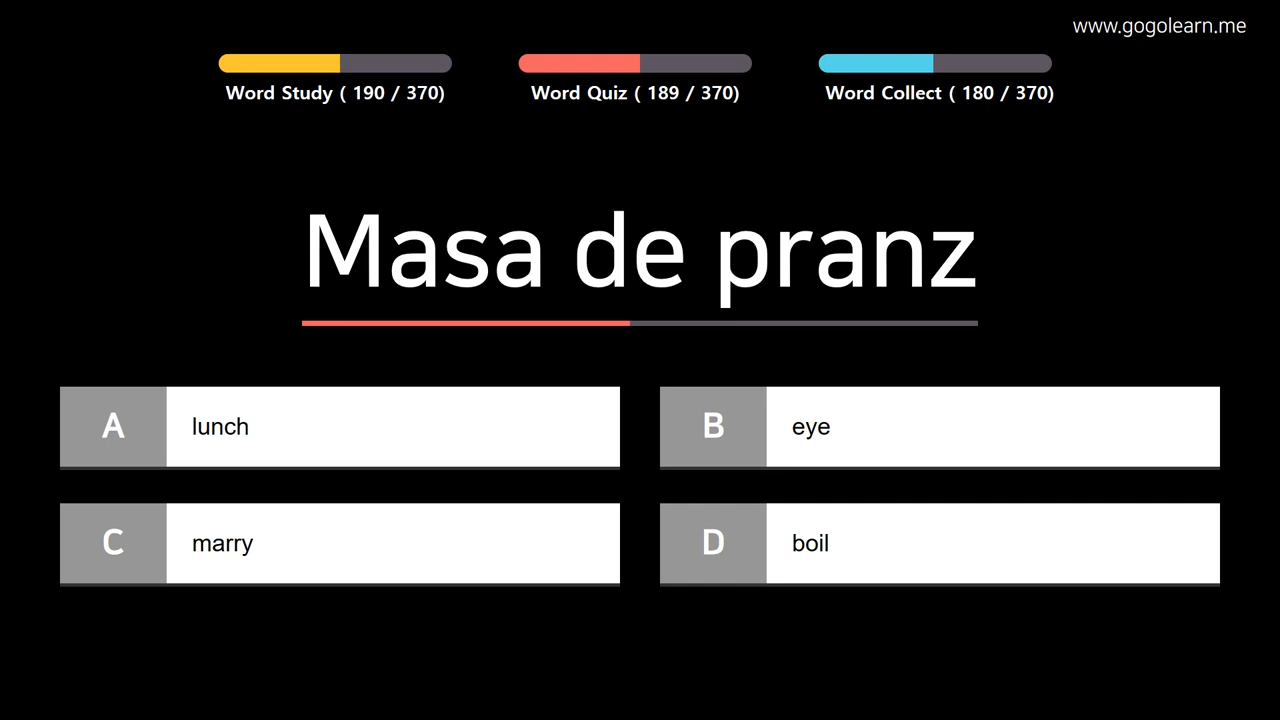 www.gogolearn.me
Word Study ( 190 / 370)
Word Quiz ( 189 / 370)
Word Collect ( 180 / 370)
Masa de pranz
A lunch
B eye
C marry
D boil